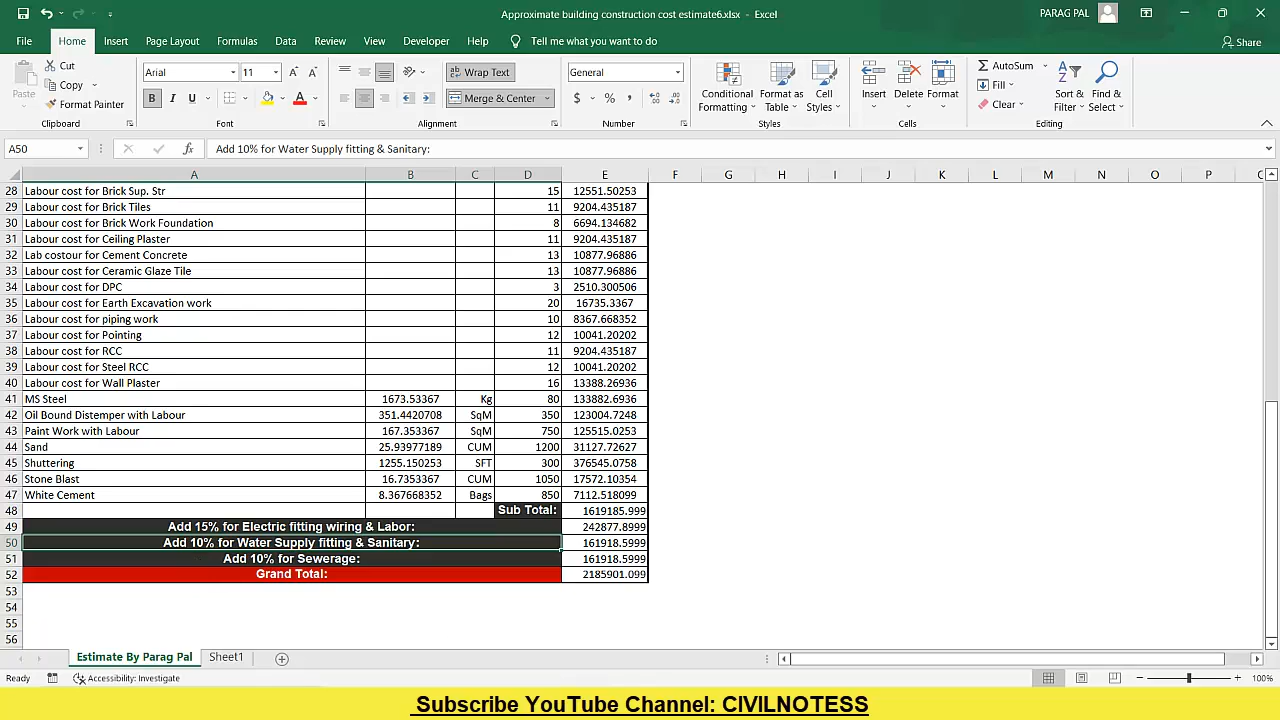 Approximate building construction cost estimate6.xlsx - Excel
PARAG PAL
File Home Insert Page Layout Formulas Data Review View Developer Help Tell me what you want to do Share
Paste
Cut
Copy
Format Painter
Clipboard
Arial 11
B I U
Font
Wrap Text
Merge & Center
Alignment
General
$ % ,
Number
Conditional Formatting
Format as Table
Cell Styles
Styles
Insert Delete Format
Cells
AutoSum
Fill
Clear
Sort & Filter
Find & Select
Editing
A50 fx Add 10% for Water Supply fitting & Sanitary:
A B C D E F G H I J K L M N O P
28 Labour cost for Brick Sup. Str 15 12551.50253
29 Labour cost for Brick Tiles 11 9204.435187
30 Labour cost for Brick Work Foundation 8 6694.134682
31 Labour cost for Ceiling Plaster 11 9204.435187
32 Lab costour for Cement Concrete 13 10877.96886
33 Labour cost for Ceramic Glaze Tile 13 10877.96886
34 Labour cost for DPC 3 2510.300506
35 Labour cost for Earth Excavation work 20 16735.3367
36 Labour cost for piping work 10 8367.668352
37 Labour cost for Pointing 12 10041.20202
38 Labour cost for RCC 11 9204.435187
39 Labour cost for Steel RCC 12 10041.20202
40 Labour cost for Wall Plaster 16 13388.26936
41 MS Steel 1673.53367 Kg 80 133882.6936
42 Oil Bound Distemper with Labour 351.4420708 SqM 350 123004.7248
43 Paint Work with Labour 167.353367 SqM 750 125515.0253
44 Sand 25.93977189 CUM 1200 31127.72627
45 Shuttering 1255.150253 SFT 300 376545.0758
46 Stone Blast 16.7353367 CUM 1050 17572.10354
47 White Cement 8.367668352 Bags 850 7112.518099
48 Sub Total: 1619185.999
49 Add 15% for Electric fitting wiring & Labor: 242877.8999
50 Add 10% for Water Supply fitting & Sanitary: 161918.5999
51 Add 10% for Sewerage: 161918.5999
52 Grand Total: 2185901.099
53
54
55
56
Estimate By Parag Pal Sheet1
Ready Accessibility: Investigate 100%
Subscribe YouTube Channel: CIVILNOTESS